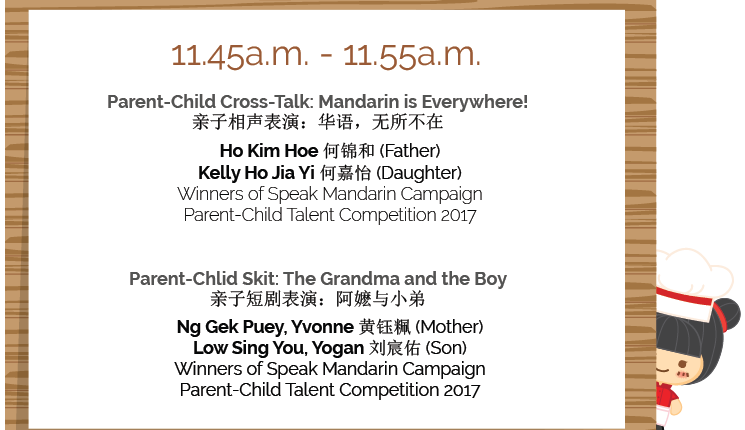 11.45a.m. - 11.55a.m.
Parent-Child Cross-Talk: Mandarin is Everywhere!
亲子相声表演：华语，无所不在
Ho Kim Hoe 何锦和 (Father)
Kelly Ho Jia Yi 何嘉怡 (Daughter)
Winners of Speak Mandarin Campaign
Parent-Child Talent Competition 2017
Parent-Chlid Skit: The Grandma and the Boy
亲子短剧表演：阿嬷与小弟
Ng Gek Puey, Yvonne 黄钰珮 (Mother)
Low Sing You, Yogan 刘宸佑 (Son)
Winners of Speak Mandarin Campaign
Parent-Child Talent Competition 2017